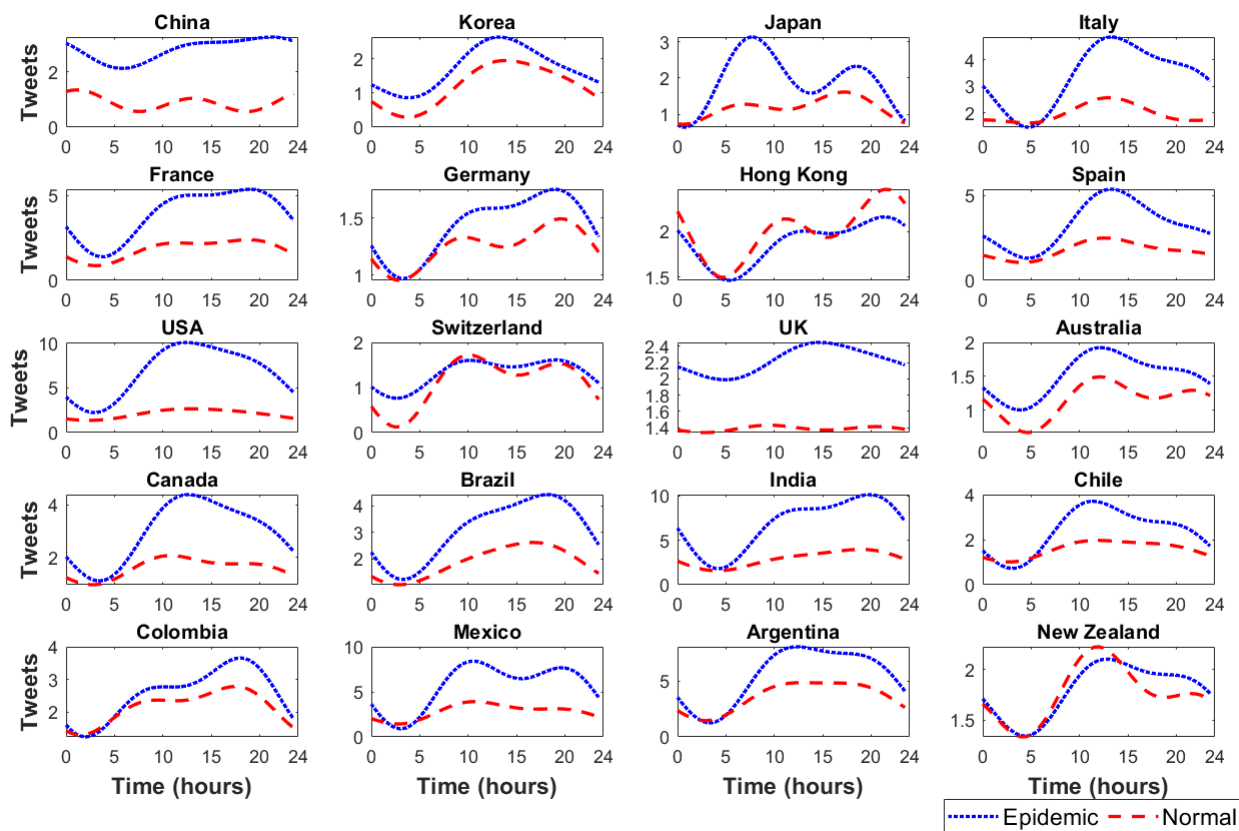 China Korea Japan Italy
Tweets
2
0
0 5 10 15 20 24
2
1
0
0 5 10 15 20 24
3
2
1
0 5 10 15 20 24
4
3
2
0 5 10 15 20 24
France Germany Hong Kong Spain
Tweets
5
0
0 5 10 15 20 24
1.5
1
0 5 10 15 20 24
2
1.5
0 5 10 15 20 24
5
0
0 5 10 15 20 24
USA Switzerland UK Australia
Tweets
10
5
0
0 5 10 15 20 24
2
1
0
0 5 10 15 20 24
2.4
2.2
2
1.8
1.6
1.4
0 5 10 15 20 24
2
1.5
1
0 5 10 15 20 24
Canada Brazil India Chile
Tweets
4
2
0 5 10 15 20 24
4
3
2
0 5 10 15 20 24
10
5
0
0 5 10 15 20 24
4
2
0
0 5 10 15 20 24
Colombia Mexico Argentina New Zealand
Tweets
4
3
2
0 5 10 15 20 24
10
5
0
0 5 10 15 20 24
5
0
0 5 10 15 20 24
2
1.5
0 5 10 15 20 24
Time (hours) Time (hours) Time (hours) Time (hours)
Epidemic Normal